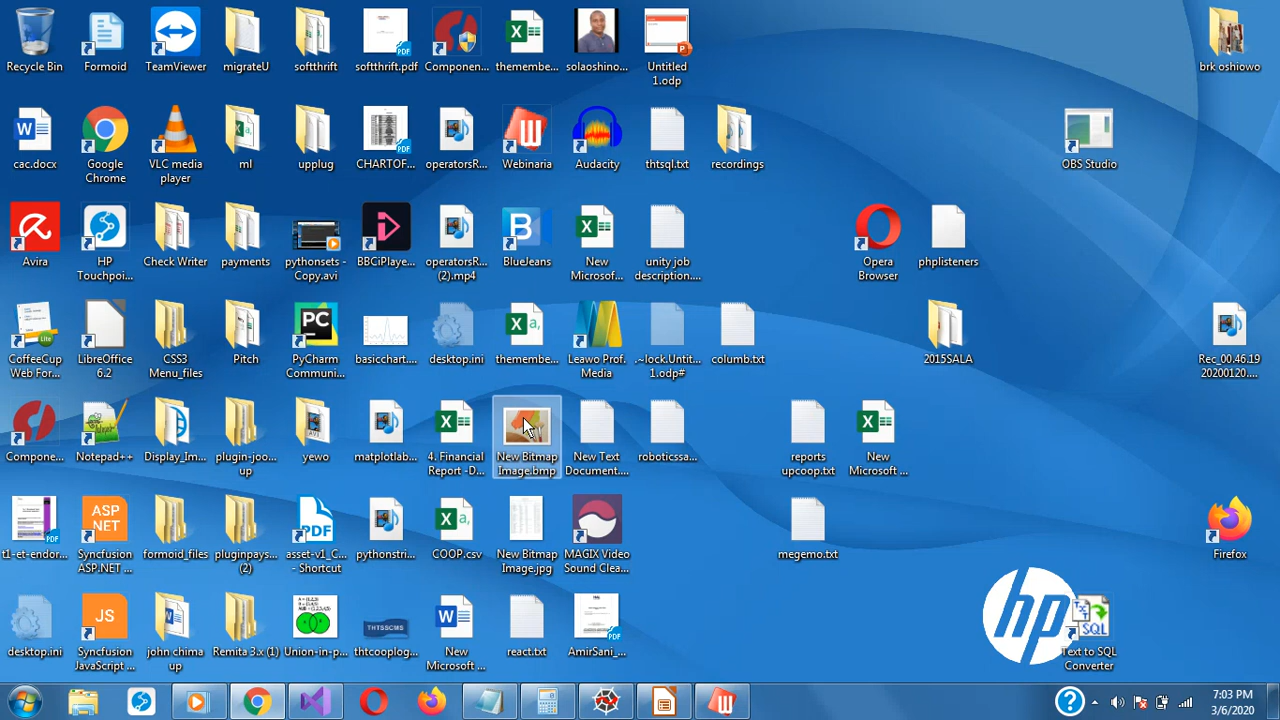 Recycle Bin
Formoid
TeamViewer
migrateU
softthrift
softthrift.pdf
Componen...
themembe...
solaoshino...
Untitled
1.odp
brk oshiowo
cac.docx
Google
Chrome
VLC media
player
ml
upplug
CHARTOF...
operatorsR...
Webinaria
Audacity
thtsql.txt
recordings
OBS Studio
Avira
HP
Touchpoi...
Check Writer
payments
pythonsets -
Copy.avi
BBCiPlaye...
operatorsR...
(2).mp4
BlueJeans
New
Microsof...
unity job
description....
Opera
Browser
phplisteners
CoffeeCup
Web For...
LibreOffice
6.2
CSS3
Menu_files
Pitch
PyCharm
Communi...
basicchart....
desktop.ini
themembe...
Leawo Prof.
Media
.~lock.Untit...
1.odp#
columb.txt
2015SALA
Rec_00.46.19
20200120....
Compone...
Notepad++
Display_Im...
plugin-joo...
up
yewo
matplotlab...
4. Financial
Report -D...
New Bitmap
Image.bmp
New Text
Document....
roboticssa...
reports
upcoop.txt
New
Microsoft ...
t1-et-endor...
Syncfusion
ASP.NET ...
formoid_files
pluginpays...
(2)
asset-v1_C...
- Shortcut
pythonstri...
COOP.csv
New Bitmap
Image.jpg
MAGIX Video
Sound Clea...
megemo.txt
Firefox
desktop.ini
Syncfusion
JavaScript ...
john chima
up
Remita 3.x (1)
Union-in-p...
thtcooplog...
New
Microsoft ...
react.txt
AmirSani_...
Text to SQL
Converter
hp
7:03 PM
3/6/2020